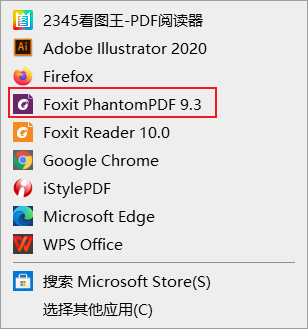 2345看图王-PDF阅读器
Adobe Illustrator 2020
Firefox
Foxit PhantomPDF 9.3
Foxit Reader 10.0
Google Chrome
iStylePDF
Microsoft Edge
WPS Office
搜索 Microsoft Store(S)
选择其他应用(C)